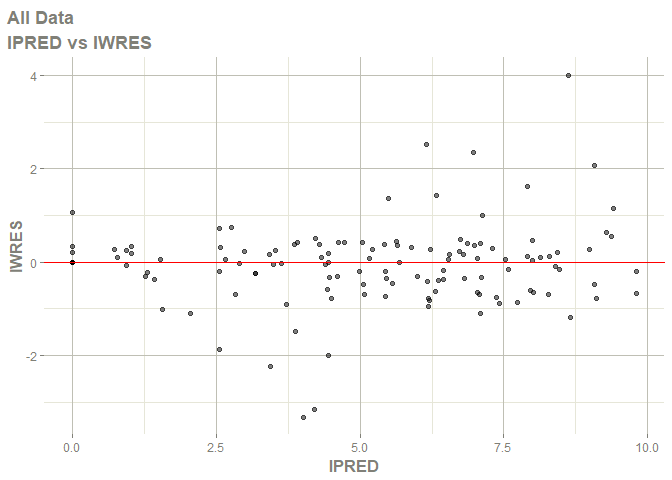 All Data
IPRED vs IWRES
4
2
0
-2
IWRES
0.0 2.5 5.0 7.5 10.0
IPRED